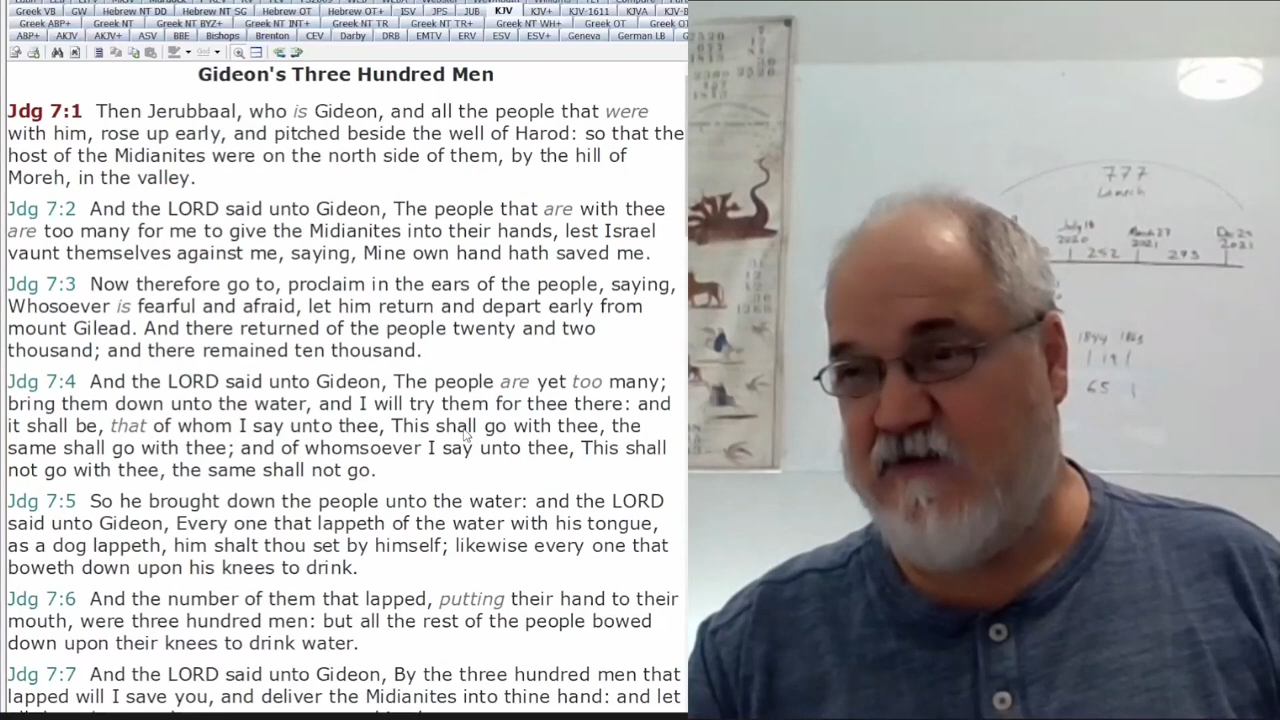 Greek VB GW Hebrew NT DD Hebrew NT SG Hebrew OT Hebrew OT+ ISV JPS JUB KJV KJV+ KJV-1611 KJVA
Greek ABP+ Greek NT Greek NT BYZ+ Greek NT INT+ Greek NT TR Greek NT TR+ Greek NT WH+ Greek OT
ABP+ AKJV AKJV+ ASV BBE Bishops Brenton CEV Darby DRB EMTV ERV ESV ESV+ Geneva German LB
Gideon's Three Hundred Men
Jdg 7:1 Then Jerubbaal, who is Gideon, and all the people that were
with him, rose up early, and pitched beside the well of Harod: so that the
host of the Midianites were on the north side of them, by the hill of
Moreh, in the valley.
Jdg 7:2 And the LORD said unto Gideon, The people that are with thee
are too many for me to give the Midianites into their hands, lest Israel
vaunt themselves against me, saying, Mine own hand hath saved me.
Jdg 7:3 Now therefore go to, proclaim in the ears of the people, saying,
Whosoever is fearful and afraid, let him return and depart early from
mount Gilead. And there returned of the people twenty and two
thousand; and there remained ten thousand.
Jdg 7:4 And the LORD said unto Gideon, The people are yet too many;
bring them down unto the water, and I will try them for thee there: and
it shall be, that of whom I say unto thee, This shall go with thee, the
same shall go with thee; and of whomsoever I say unto thee, This shall
not go with thee, the same shall not go.
Jdg 7:5 So he brought down the people unto the water: and the LORD
said unto Gideon, Every one that lappeth of the water with his tongue,
as a dog lappeth, him shalt thou set by himself; likewise every one that
boweth down upon his knees to drink.
Jdg 7:6 And the number of them that lapped, putting their hand to their
mouth, were three hundred men: but all the rest of the people bowed
down upon their knees to drink water.
Jdg 7:7 And the LORD said unto Gideon, By the three hundred men that
lapped will I save you, and deliver the Midianites into thine hand: and let
777
Lamech
July 18 March 27 Dec 25
2020 2021 2021
252 273
1844 1863
19
65